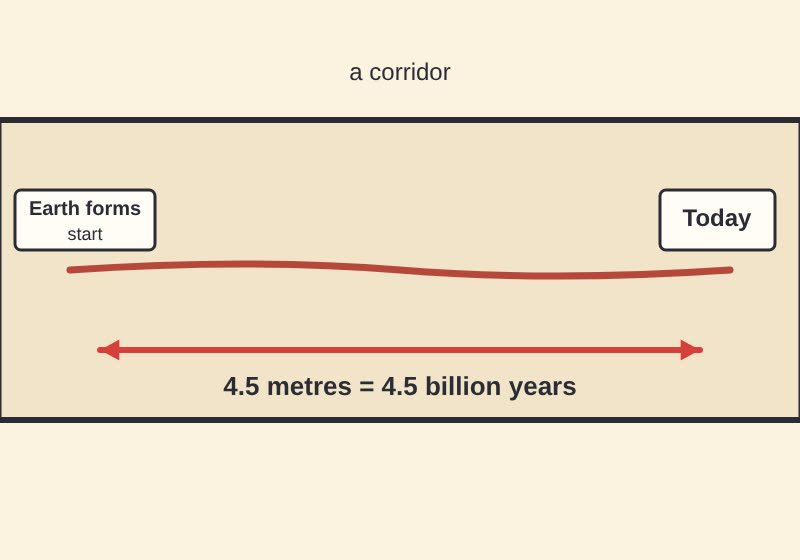 a corridor
Earth forms
start
Today
4.5 metres = 4.5 billion years